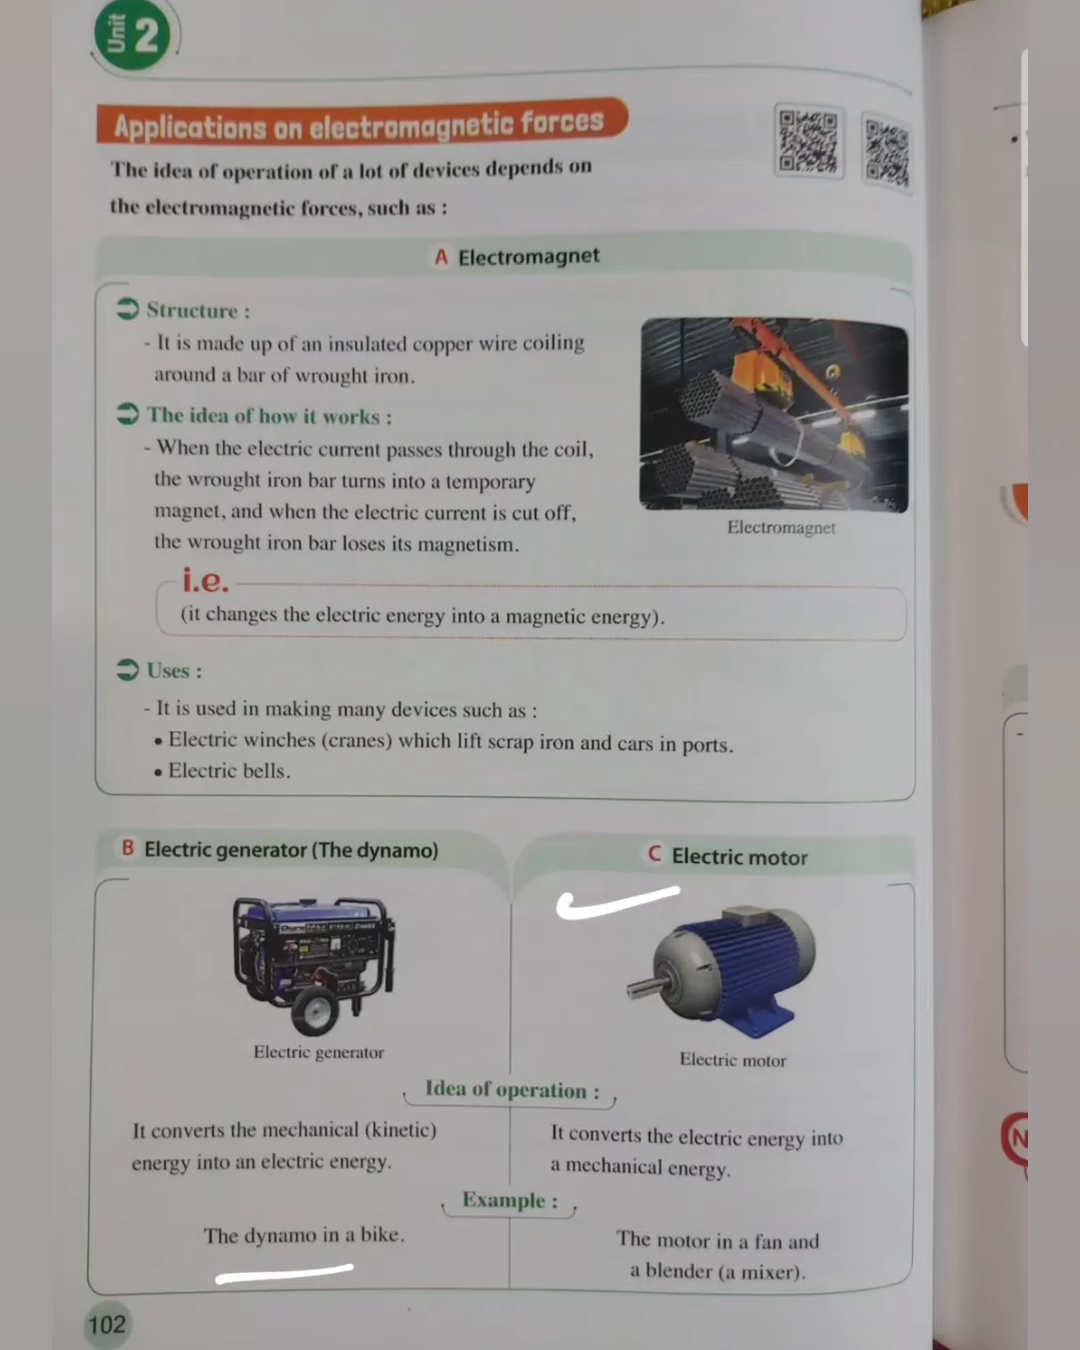 Unit 2
Applications on electromagnetic forces
The idea of operation of a lot of devices depends on
the electromagnetic forces, such as :
A Electromagnet
Structure :
- It is made up of an insulated copper wire coiling
around a bar of wrought iron.
The idea of how it works :
- When the electric current passes through the coil,
the wrought iron bar turns into a temporary
magnet, and when the electric current is cut off,
the wrought iron bar loses its magnetism.
Electromagnet
i.e.
(it changes the electric energy into a magnetic energy).
Uses :
- It is used in making many devices such as :
• Electric winches (cranes) which lift scrap iron and cars in ports.
• Electric bells.
B Electric generator (The dynamo)
C Electric motor
Electric generator
Electric motor
Idea of operation :
It converts the mechanical (kinetic)
energy into an electric energy.
It converts the electric energy into
a mechanical energy.
Example :
The dynamo in a bike.
The motor in a fan and
a blender (a mixer).
102